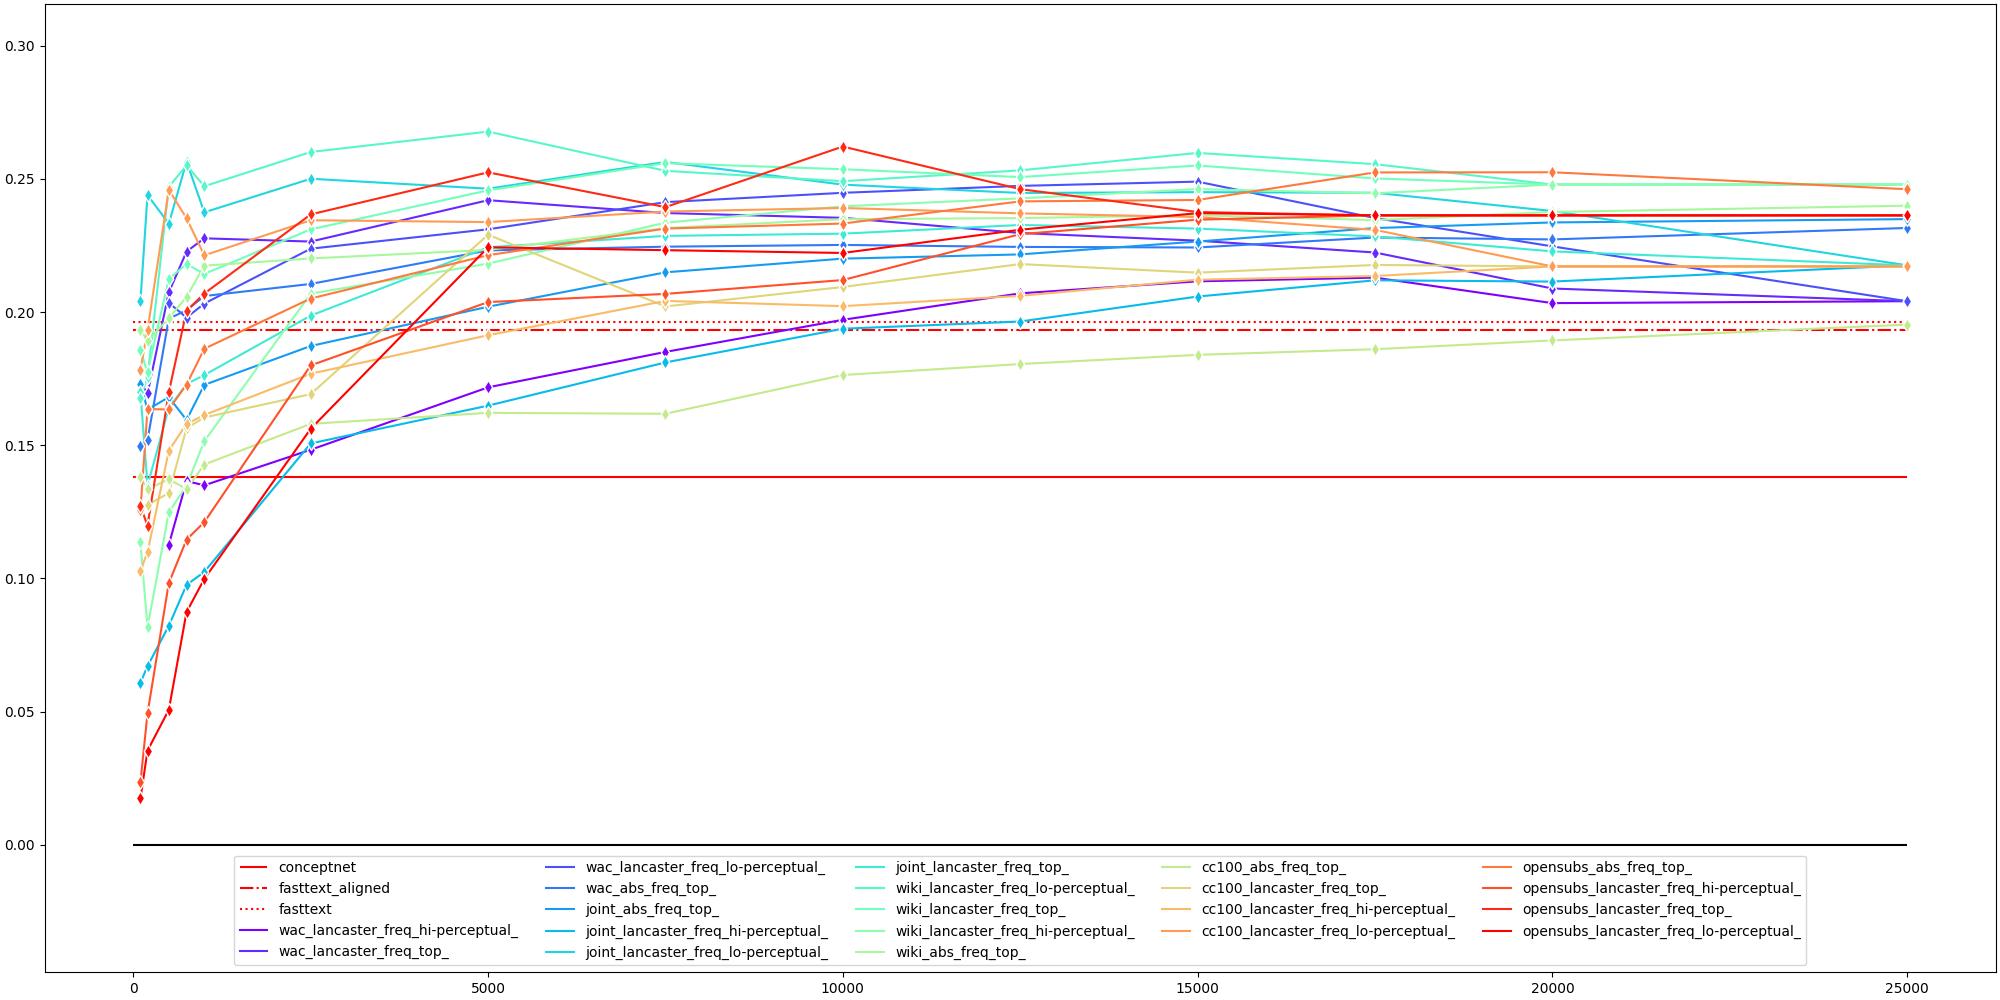 0.30
0.25
0.20
0.15
0.10
0.05
0.00
conceptnet
fasttext_aligned
fasttext
wac_lancaster_freq_hi-perceptual_
wac_lancaster_freq_top_
wac_lancaster_freq_lo-perceptual_
wac_abs_freq_top_
joint_abs_freq_top_
joint_lancaster_freq_hi-perceptual_
joint_lancaster_freq_lo-perceptual_
joint_lancaster_freq_top_
wiki_lancaster_freq_lo-perceptual_
wiki_lancaster_freq_top_
wiki_lancaster_freq_hi-perceptual_
wiki_abs_freq_top_
cc100_abs_freq_top_
cc100_lancaster_freq_top_
cc100_lancaster_freq_hi-perceptual_
cc100_lancaster_freq_lo-perceptual_
opensubs_abs_freq_top_
opensubs_lancaster_freq_hi-perceptual_
opensubs_lancaster_freq_top_
opensubs_lancaster_freq_lo-perceptual_
0
5000
10000
15000
20000
25000